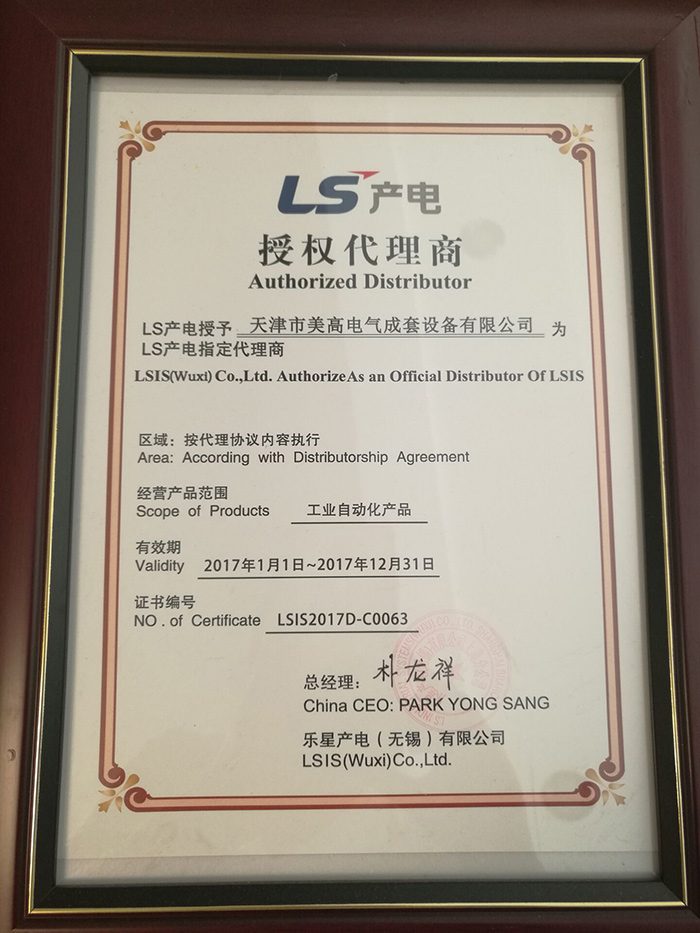 LS产电
授权代理商
Authorized Distributor
LS产电授予 天津市美高电气成套设备有限公司 为
LS产电指定代理商
LSIS(Wuxi) Co.,Ltd. AuthorizeAs an Official Distributor Of LSIS
区域：按代理协议内容执行
Area: According with Distributorship Agreement
经营产品范围
Scope of Products 工业自动化产品
有效期
Validity 2017年1月1日~2017年12月31日
证书编号
NO . of Certificate LSIS2017D-C0063
总经理：朴龙祥
China CEO: PARK YONG SANG
乐星产电（无锡）有限公司
LSIS(Wuxi)Co.,Ltd.